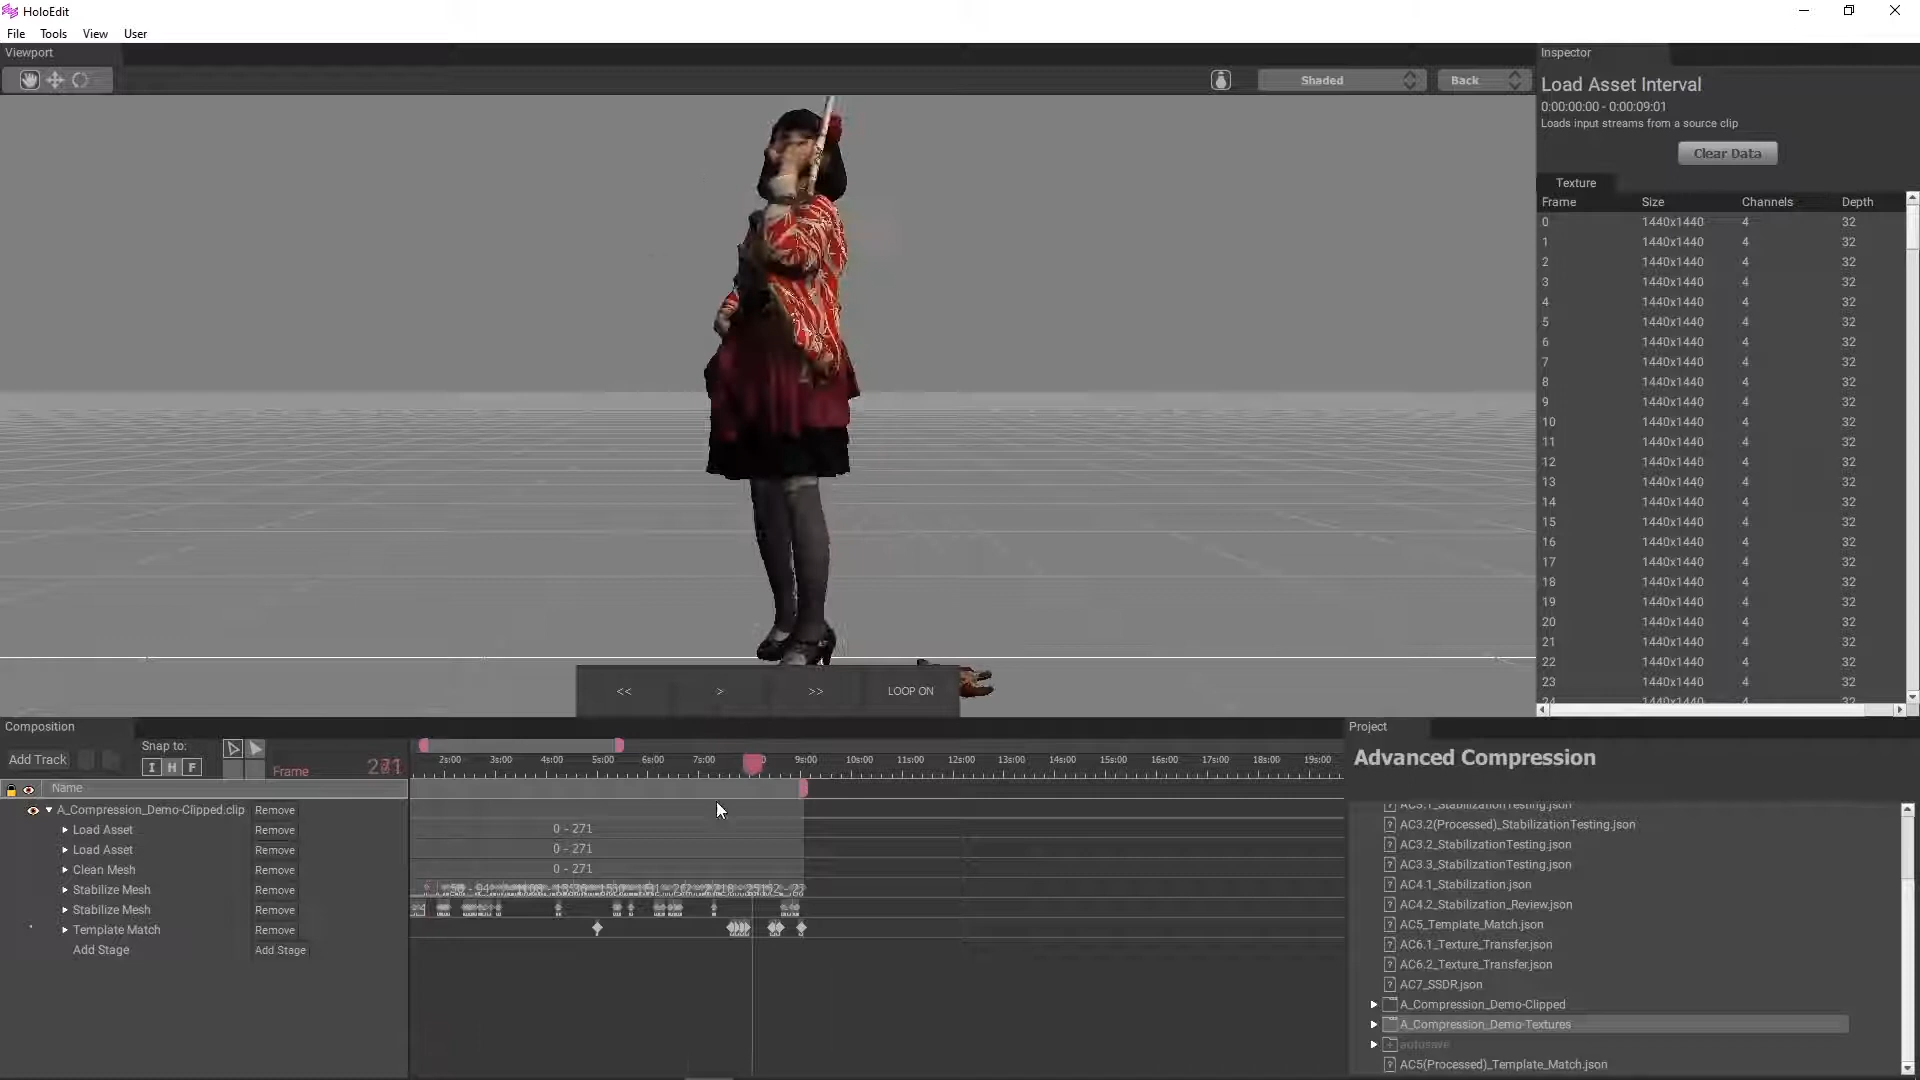 HoloEdit
File Tools View User
Viewport
Shaded
Back
Inspector
Load Asset Interval
0:00:00:00 - 0:00:09:01
Loads input streams from a source clip
Clear Data
Texture
Frame Size Channels Depth
0 1440x1440 4 32
1 1440x1440 4 32
2 1440x1440 4 32
3 1440x1440 4 32
4 1440x1440 4 32
5 1440x1440 4 32
6 1440x1440 4 32
7 1440x1440 4 32
8 1440x1440 4 32
9 1440x1440 4 32
10 1440x1440 4 32
11 1440x1440 4 32
12 1440x1440 4 32
13 1440x1440 4 32
14 1440x1440 4 32
15 1440x1440 4 32
16 1440x1440 4 32
17 1440x1440 4 32
18 1440x1440 4 32
19 1440x1440 4 32
20 1440x1440 4 32
21 1440x1440 4 32
22 1440x1440 4 32
23 1440x1440 4 32
24 1440x1440 4 32
<< > >> LOOP ON
Composition
Add Track
Snap to:
I H F
Frame
2s:00 3s:00 4s:00 5s:00 6s:00 7s:00 9s:00 10s:00 11s:00 12s:00 13s:00 14s:00 15s:00 16s:00 17s:00 18s:00 19s:00
Name
A_Compression_Demo-Clipped.clip Remove
Load Asset Remove 0 - 271
Load Asset Remove 0 - 271
Clean Mesh Remove 0 - 271
Stabilize Mesh Remove
Stabilize Mesh Remove
Template Match Remove
Add Stage Add Stage
Project
Advanced Compression
AC3.1_StabilizationTesting.json
AC3.2(Processed)_StabilizationTesting.json
AC3.2_StabilizationTesting.json
AC3.3_StabilizationTesting.json
AC4.1_Stabilization.json
AC4.2_Stabilization_Review.json
AC5_Template_Match.json
AC6.1_Texture_Transfer.json
AC6.2_Texture_Transfer.json
AC7_SSDR.json
A_Compression_Demo-Clipped
A_Compression_Demo-Textures
autosave
AC5(Processed)_Template_Match.json